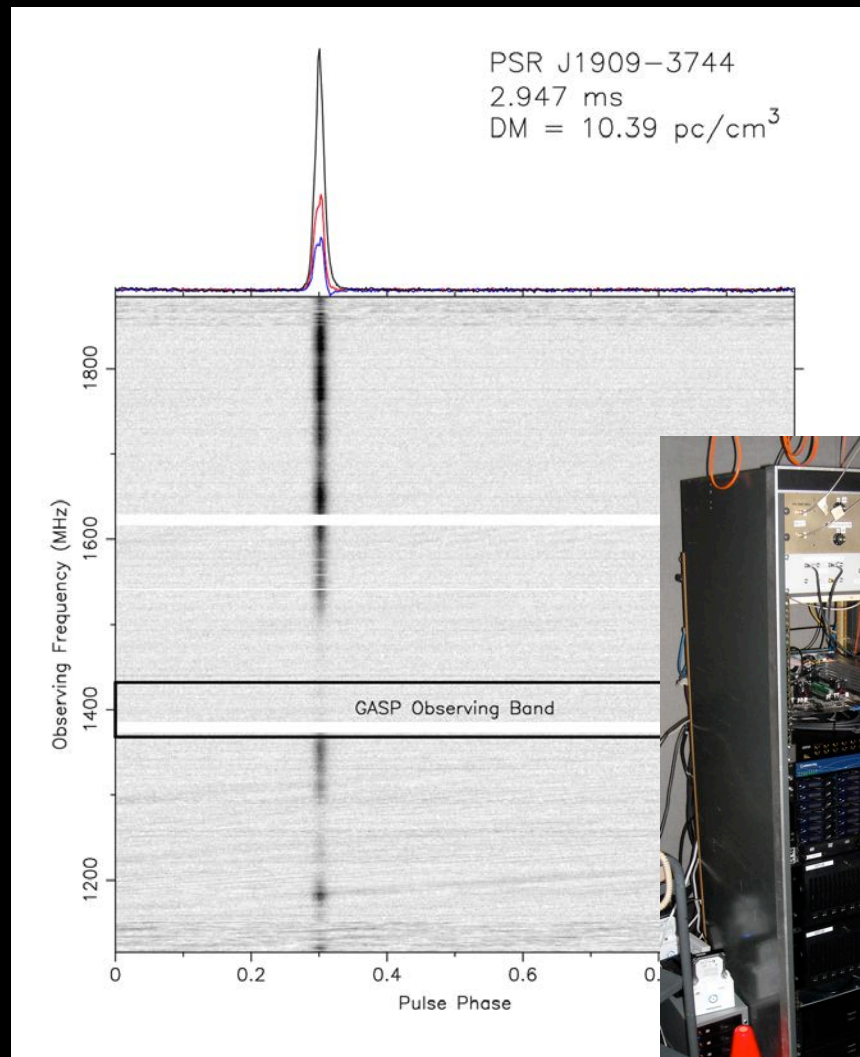 PSR J1909−3744
2.947 ms
DM = 10.39 pc/cm³
Observing Frequency (MHz)
1800
1600
1400
1200
GASP Observing Band
0
0.2
0.4
0.6
Pulse Phase